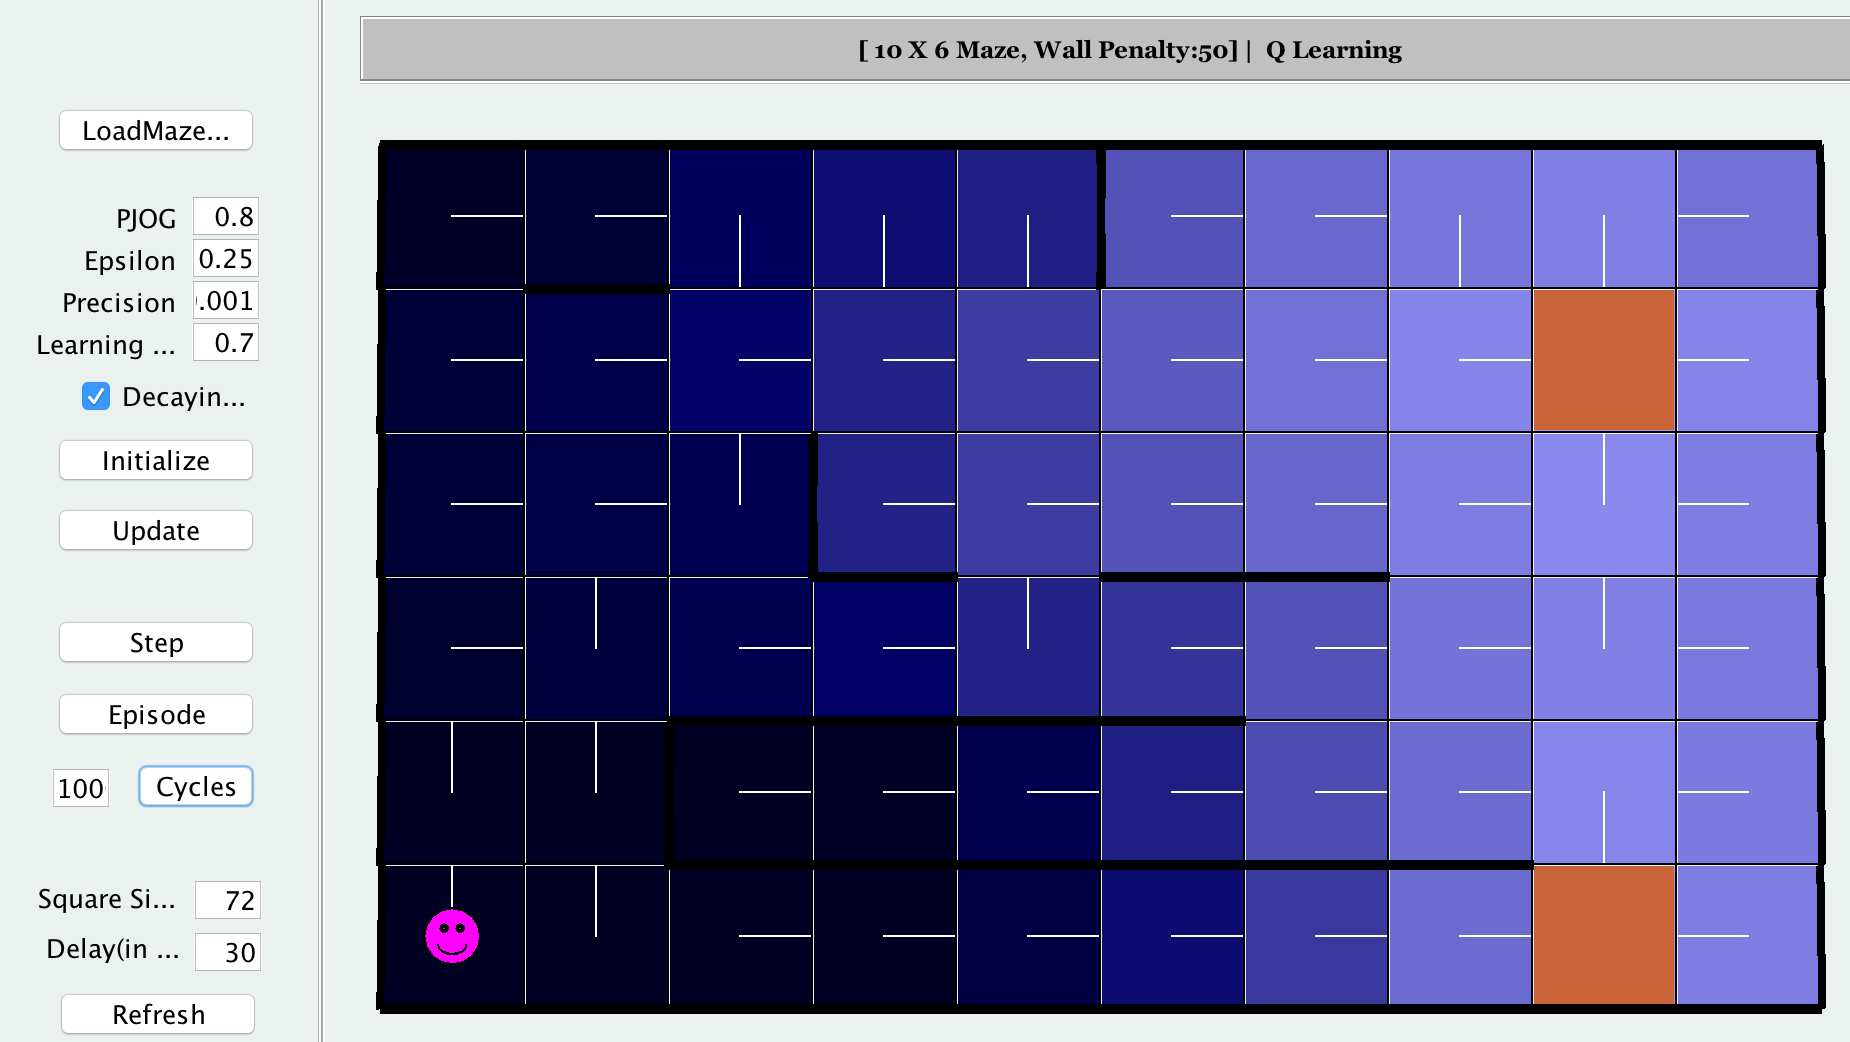 [ 10 X 6 Maze, Wall Penalty:50] | Q Learning
LoadMaze...
PJOG 0.8
Epsilon 0.25
Precision .001
Learning ... 0.7
Decayin...
Initialize
Update
Step
Episode
100 Cycles
Square Si... 72
Delay(in ... 30
Refresh